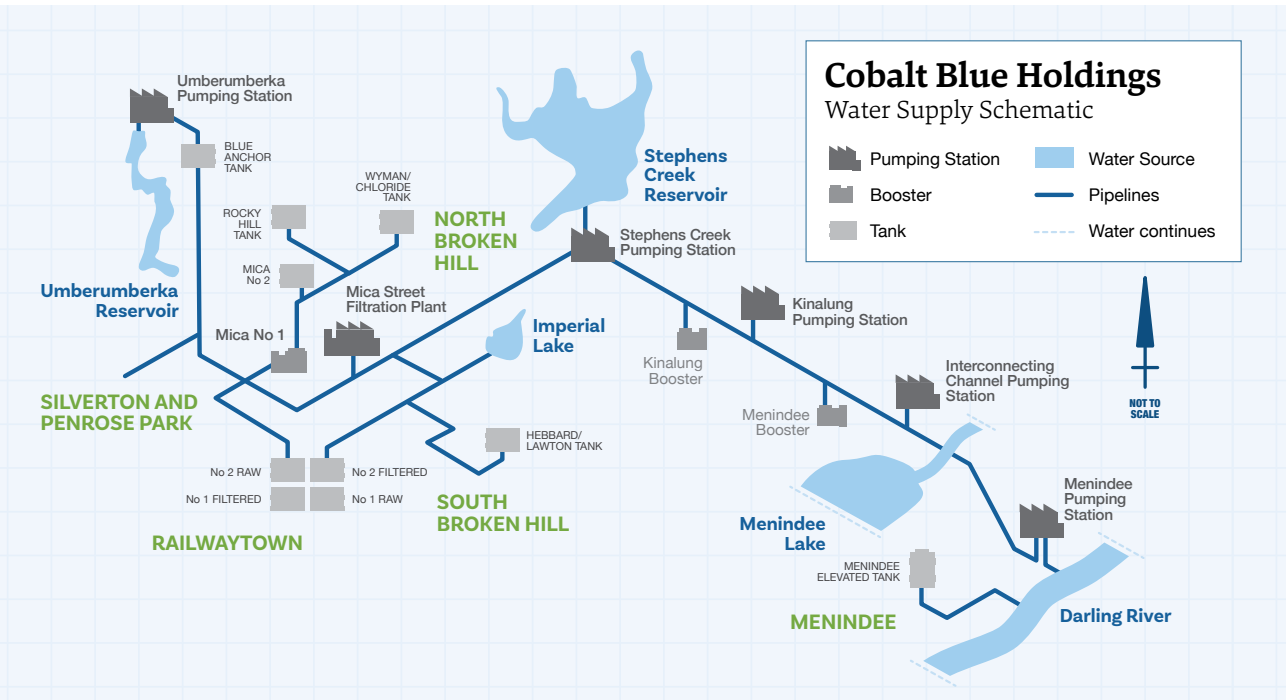 Cobalt Blue Holdings
Water Supply Schematic
Pumping Station
Water Source
Booster
Pipelines
Tank
Water continues
Umberumberka
Pumping Station
BLUE
ANCHOR
TANK
WYMAN/
CHLORIDE
TANK
ROCKY
HILL
TANK
NORTH
BROKEN
HILL
Stephens
Creek
Reservoir
Stephens Creek
Pumping Station
MICA
No 2
Umberumberka
Reservoir
Mica Street
Filtration Plant
Mica No 1
Imperial
Lake
Kinalung
Pumping Station
Kinalung
Booster
Interconnecting
Channel Pumping
Station
NOT TO
SCALE
SILVERTON AND
PENROSE PARK
Menindee
Booster
HEBBARD/
LAWTON TANK
No 2 RAW
No 2 FILTERED
No 1 FILTERED
No 1 RAW
SOUTH
BROKEN HILL
RAILWAYTOWN
Menindee
Lake
Menindee
Pumping
Station
MENINDEE
ELEVATED TANK
MENINDEE
Darling River